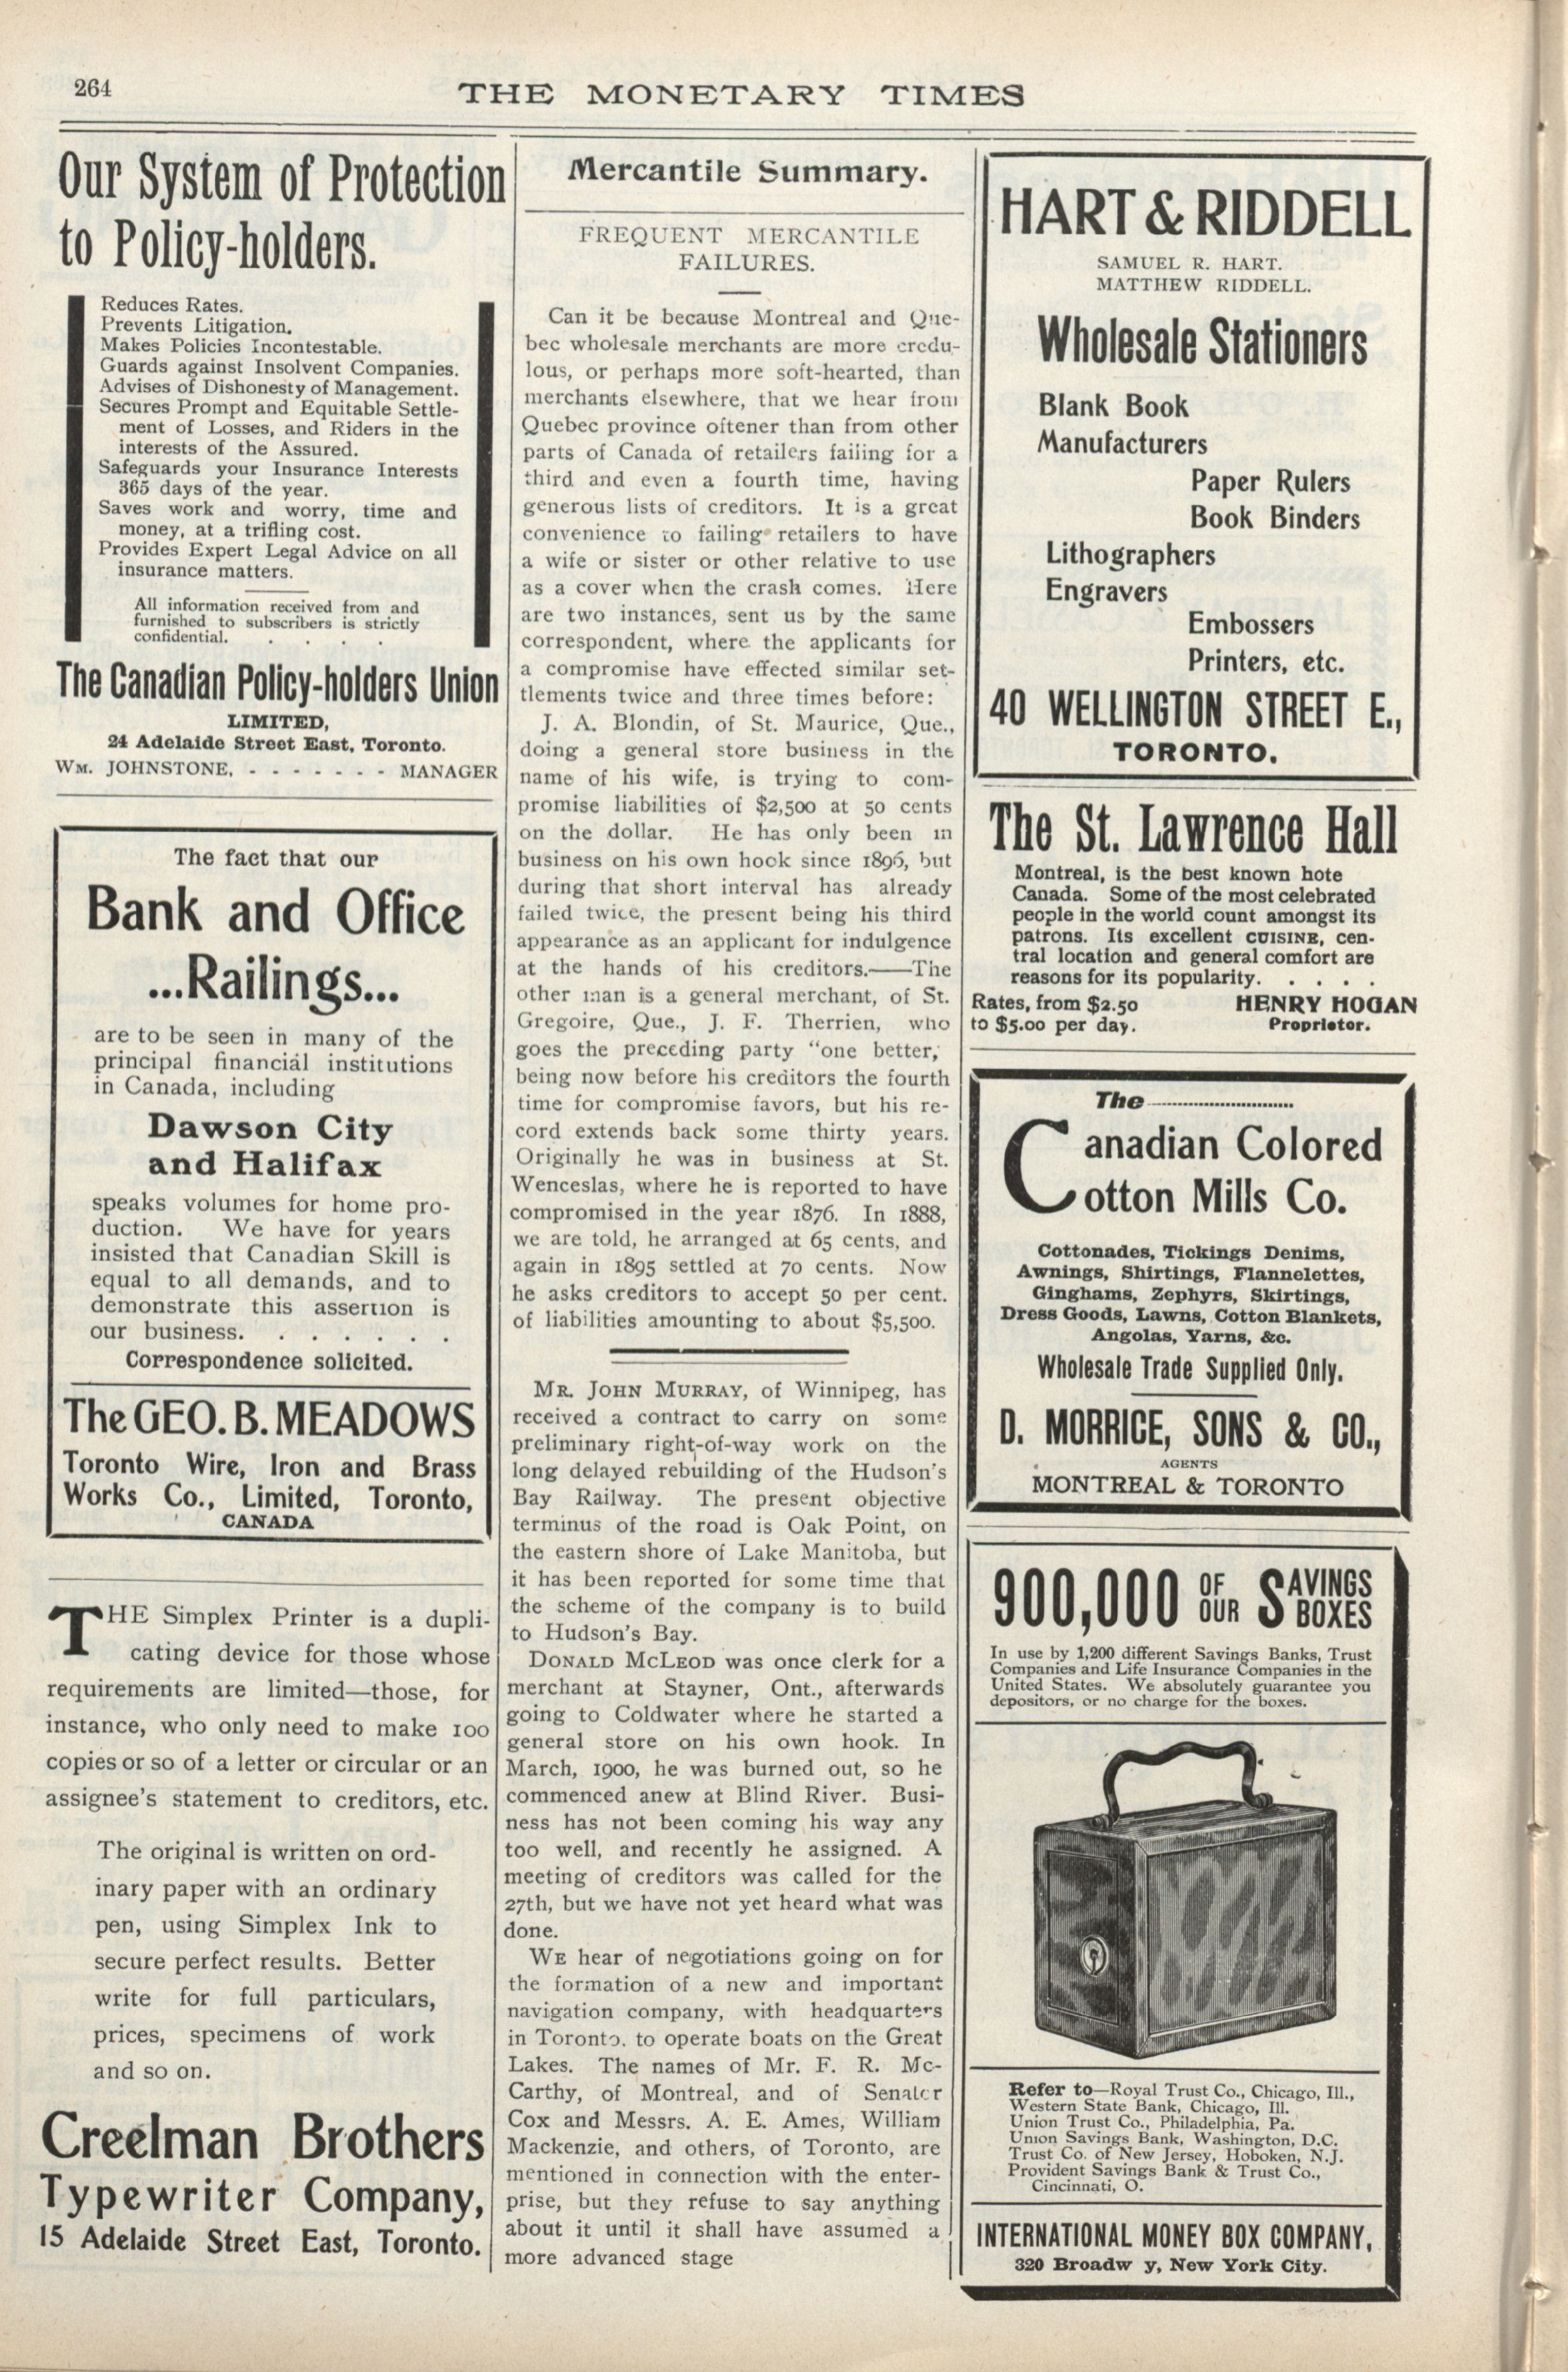 264
THE MONETARY TIMES
Our System of Protection
to Policy-holders.
Reduces Rates.
Prevents Litigation.
Makes Policies Incontestable.
Guards against Insolvent Companies.
Advises of Dishonesty of Management.
Secures Prompt and Equitable Settle-
ment of Losses, and Riders in the
interests of the Assured.
Safeguards your Insurance Interests
365 days of the year.
Saves work and worry, time and
money, at a trifling cost.
Provides Expert Legal Advice on all
insurance matters.
All information received from and
furnished to subscribers is strictly
confidential. . . . .
The Canadian Policy-holders Union
LIMITED,
24 Adelaide Street East, Toronto.
WM. JOHNSTONE, - - - - - - - MANAGER
The fact that our
Bank and Office
...Railings...
are to be seen in many of the
principal financial institutions
in Canada, including
Dawson City
and Halifax
speaks volumes for home pro-
duction. We have for years
insisted that Canadian Skill is
equal to all demands, and to
demonstrate this assertion is
our business. . . . . . .
Correspondence solicited.
The GEO. B. MEADOWS
Toronto Wire, Iron and Brass
Works Co., Limited, Toronto,
CANADA
THE Simplex Printer is a dupli-
cating device for those whose
requirements are limited—those, for
instance, who only need to make 100
copies or so of a letter or circular or an
assignee's statement to creditors, etc.
The original is written on ord-
inary paper with an ordinary
pen, using Simplex Ink to
secure perfect results. Better
write for full particulars,
prices, specimens of work
and so on.
Creelman Brothers
Typewriter Company,
15 Adelaide Street East, Toronto.
Mercantile Summary.
FREQUENT MERCANTILE
FAILURES.
Can it be because Montreal and Que-
bec wholesale merchants are more credu-
lous, or perhaps more soft-hearted, than
merchants elsewhere, that we hear from
Quebec province oftener than from other
parts of Canada of retailers failing for a
third and even a fourth time, having
generous lists of creditors. It is a great
convenience to failing retailers to have
a wife or sister or other relative to use
as a cover when the crash comes. Here
are two instances, sent us by the same
correspondent, where the applicants for
a compromise have effected similar set-
tlements twice and three times before:
J. A. Blondin, of St. Maurice, Que.,
doing a general store business in the
name of his wife, is trying to com-
promise liabilities of $2,500 at 50 cents
on the dollar. He has only been in
business on his own hook since 1896, but
during that short interval has already
failed twice, the present being his third
appearance as an applicant for indulgence
at the hands of his creditors.——The
other man is a general merchant, of St.
Gregoire, Que., J. F. Therrien, who
goes the preceding party "one better,'
being now before his creditors the fourth
time for compromise favors, but his re-
cord extends back some thirty years.
Originally he was in business at St.
Wenceslas, where he is reported to have
compromised in the year 1876. In 1888,
we are told, he arranged at 65 cents, and
again in 1895 settled at 70 cents. Now
he asks creditors to accept 50 per cent.
of liabilities amounting to about $5,500.
MR. JOHN MURRAY, of Winnipeg, has
received a contract to carry on some
preliminary right-of-way work on the
long delayed rebuilding of the Hudson's
Bay Railway. The present objective
terminus of the road is Oak Point, on
the eastern shore of Lake Manitoba, but
it has been reported for some time that
the scheme of the company is to build
to Hudson's Bay.
DONALD MCLEOD was once clerk for a
merchant at Stayner, Ont., afterwards
going to Coldwater where he started a
general store on his own hook. In
March, 1900, he was burned out, so he
commenced anew at Blind River. Busi-
ness has not been coming his way any
too well, and recently he assigned. A
meeting of creditors was called for the
27th, but we have not yet heard what was
done.
WE hear of negotiations going on for
the formation of a new and important
navigation company, with headquarters
in Toronto, to operate boats on the Great
Lakes. The names of Mr. F. R. Mc-
Carthy, of Montreal, and of Senator
Cox and Messrs. A. E. Ames, William
Mackenzie, and others, of Toronto, are
mentioned in connection with the enter-
prise, but they refuse to say anything
about it until it shall have assumed a
more advanced stage
HART & RIDDELL
SAMUEL R. HART.
MATTHEW RIDDELL.
Wholesale Stationers
Blank Book
Manufacturers
Paper Rulers
Book Binders
Lithographers
Engravers
Embossers
Printers, etc.
40 WELLINGTON STREET E.,
TORONTO.
The St. Lawrence Hall
Montreal, is the best known hote
Canada. Some of the most celebrated
people in the world count amongst its
patrons. Its excellent CUISINE, cen-
tral location and general comfort are
reasons for its popularity. . . . .
Rates, from $2.50
to $5.00 per day.
HENRY HOGAN
Proprietor.
The
Canadian Colored
Cotton Mills Co.
Cottonades, Tickings Denims,
Awnings, Shirtings, Flannelettes,
Ginghams, Zephyrs, Skirtings,
Dress Goods, Lawns, Cotton Blankets,
Angolas, Yarns, &c.
Wholesale Trade Supplied Only.
D. MORRICE, SONS & CO.,
AGENTS
MONTREAL & TORONTO
900,000 OF OUR SAVINGS BOXES
In use by 1,200 different Savings Banks, Trust
Companies and Life Insurance Companies in the
United States. We absolutely guarantee you
depositors, or no charge for the boxes.
Refer to—Royal Trust Co., Chicago, Ill.,
Western State Bank, Chicago, Ill.
Union Trust Co., Philadelphia, Pa.
Union Savings Bank, Washington, D.C.
Trust Co. of New Jersey, Hoboken, N.J.
Provident Savings Bank & Trust Co.,
Cincinnati, O.
INTERNATIONAL MONEY BOX COMPANY,
320 Broadw y, New York City.